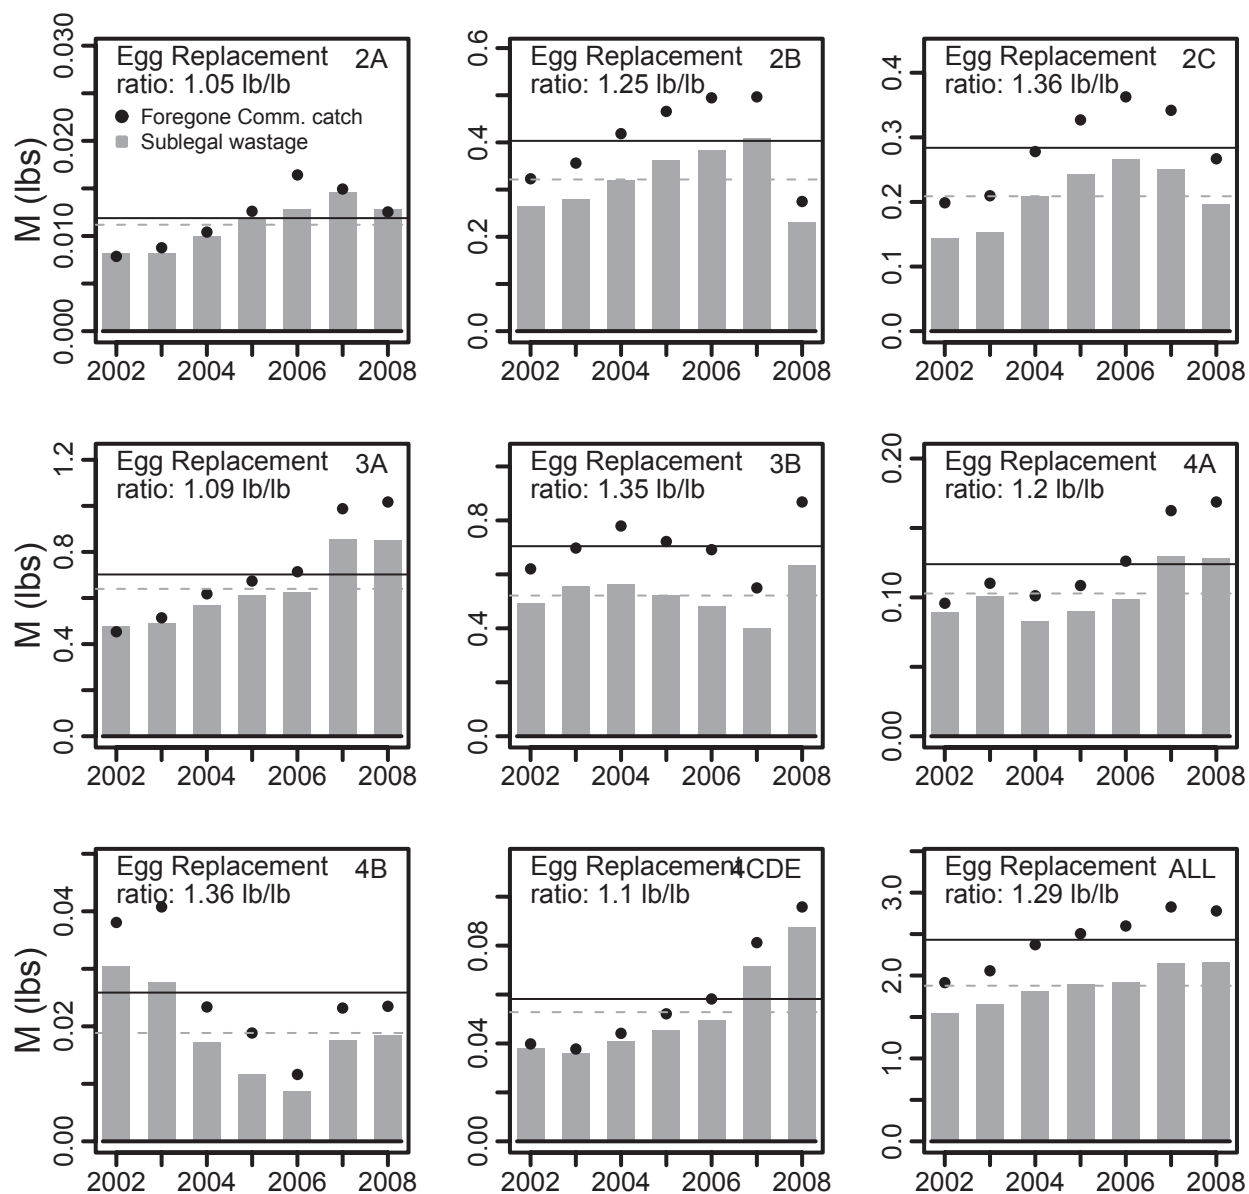 Egg Replacement 2A
ratio: 1.05 lb/lb
Foregone Comm. catch
Sublegal wastage
M (lbs)
0.030
0.020
0.010
0.000
2002 2004 2006 2008
Egg Replacement 2B
ratio: 1.25 lb/lb
0.6
0.4
0.2
0.0
2002 2004 2006 2008
Egg Replacement 2C
ratio: 1.36 lb/lb
0.4
0.3
0.2
0.1
0.0
2002 2004 2006 2008
Egg Replacement 3A
ratio: 1.09 lb/lb
M (lbs)
1.2
0.8
0.4
0.0
2002 2004 2006 2008
Egg Replacement 3B
ratio: 1.35 lb/lb
0.8
0.4
0.0
2002 2004 2006 2008
Egg Replacement 4A
ratio: 1.2 lb/lb
0.20
0.10
0.00
2002 2004 2006 2008
Egg Replacement 4B
ratio: 1.36 lb/lb
M (lbs)
0.04
0.02
0.00
2002 2004 2006 2008
Egg Replacement 4CDE
ratio: 1.1 lb/lb
0.08
0.04
0.00
2002 2004 2006 2008
Egg Replacement ALL
ratio: 1.29 lb/lb
3.0
2.0
1.0
0.0
2002 2004 2006 2008